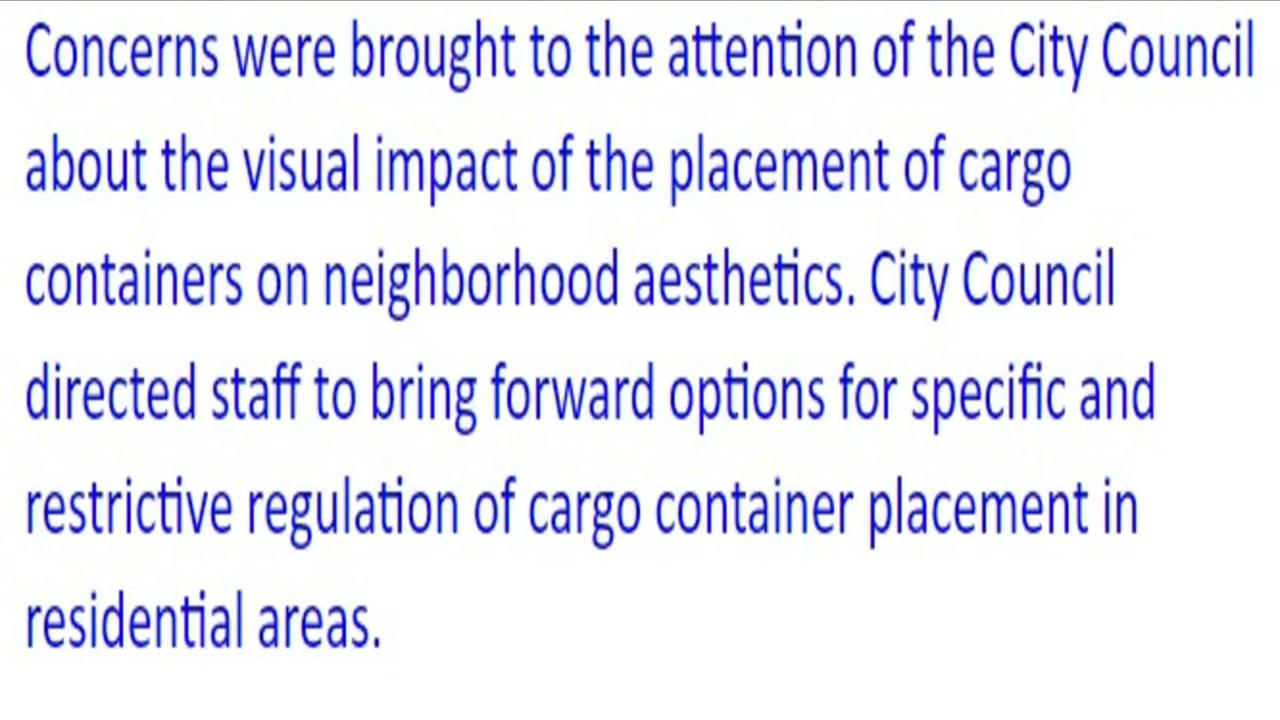 Concerns were brought to the attention of the City Council
about the visual impact of the placement of cargo
containers on neighborhood aesthetics. City Council
directed staff to bring forward options for specific and
restrictive regulation of cargo container placement in
residential areas.